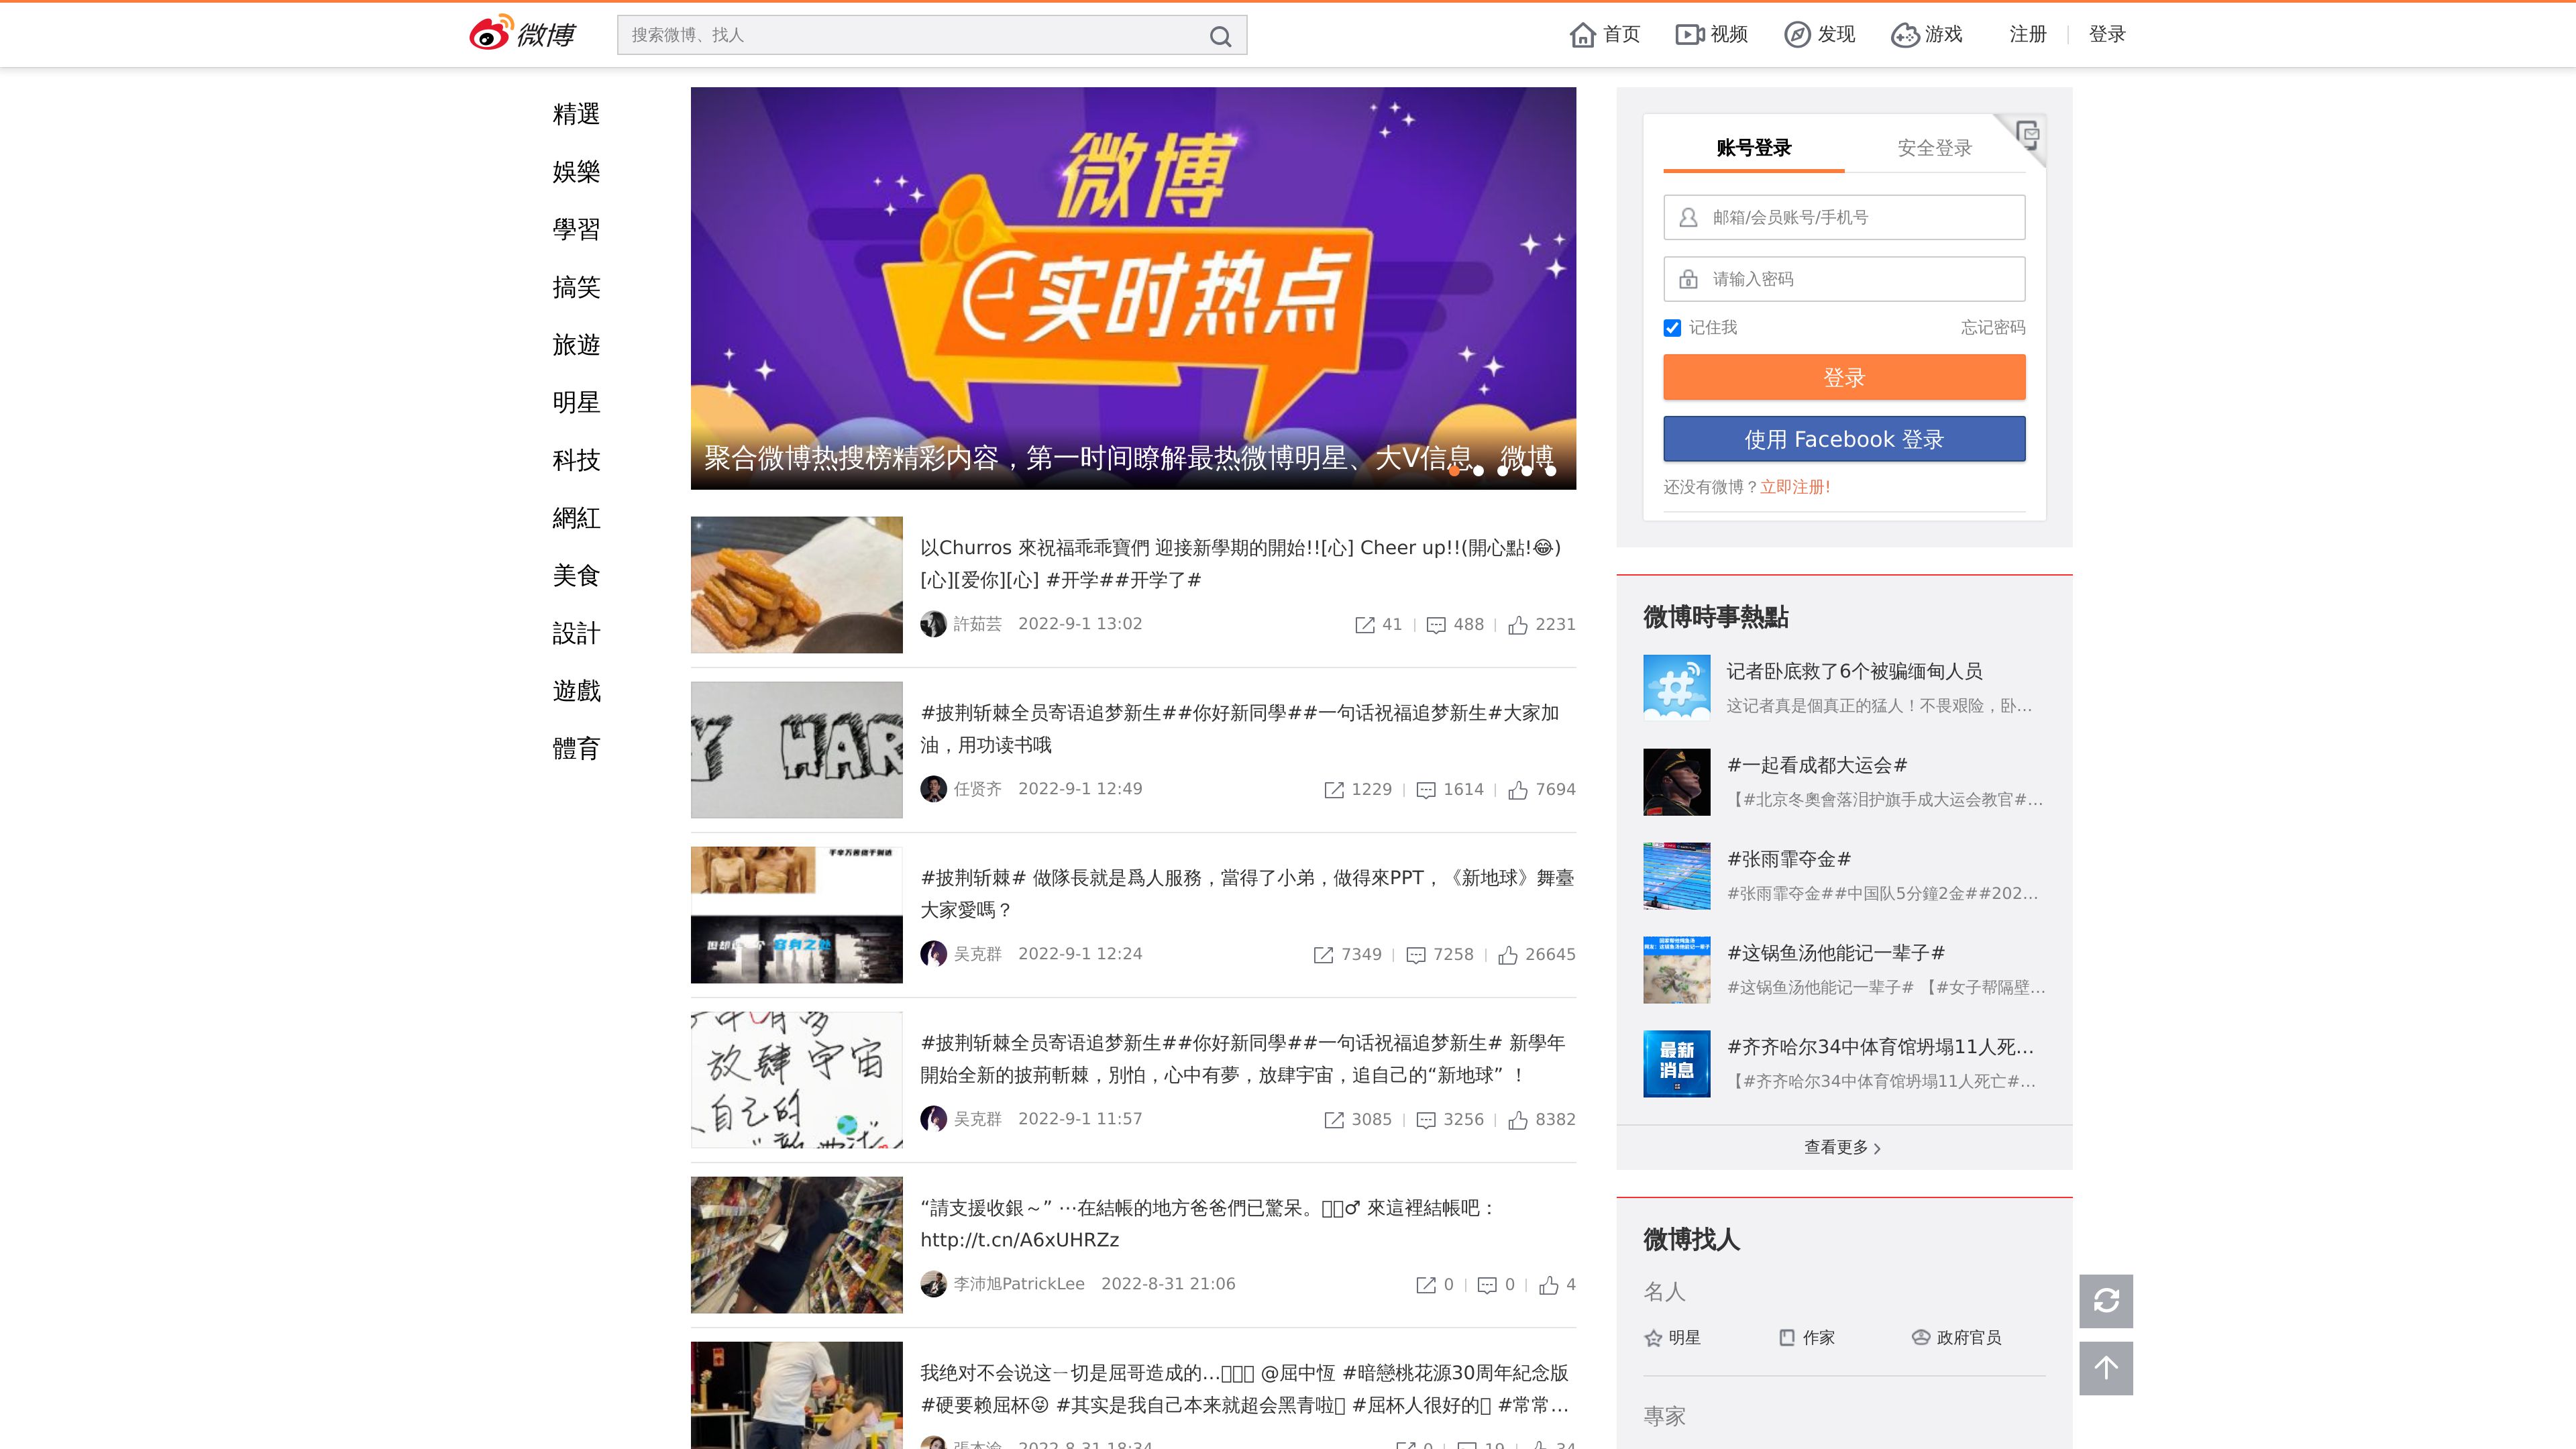 微博
搜索微博、找人
首页
视频
发现
游戏
注册
登录
精選
娛樂
學習
搞笑
旅遊
明星
科技
網紅
美食
設計
遊戲
體育
微博
实时热点
聚合微博热搜榜精彩内容，第一时间瞭解最热微博明星、大V信息、微博
以Churros 來祝福乖乖寶們 迎接新學期的開始!![心] Cheer up!!(開心點!😂)
[心][爱你][心] #开学##开学了#
許茹芸 2022-9-1 13:02 41 488 2231
Y HAR
#披荆斩棘全员寄语追梦新生##你好新同學##一句话祝福追梦新生#大家加
油，用功读书哦
任贤齐 2022-9-1 12:49 1229 1614 7694
#披荆斩棘# 做隊長就是爲人服務，當得了小弟，做得來PPT，《新地球》舞臺
大家愛嗎？
吴克群 2022-9-1 12:24 7349 7258 26645
放肆宇宙
自己的
#披荆斩棘全员寄语追梦新生##你好新同學##一句话祝福追梦新生# 新學年
開始全新的披荊斬棘，別怕，心中有夢，放肆宇宙，追自己的“新地球” ！
吴克群 2022-9-1 11:57 3085 3256 8382
“請支援收銀～” ⋯在結帳的地方爸爸們已驚呆。♂ 來這裡結帳吧：
http://t.cn/A6xUHRZz
李沛旭PatrickLee 2022-8-31 21:06 0 0 4
我绝对不会说这一切是屈哥造成的… @屈中恆 #暗戀桃花源30周年紀念版
#硬要赖屈杯😝 #其实是我自己本来就超会黑青啦 #屈杯人很好的 #常常…
2022-8-31 18:34 0 19 34
账号登录
安全登录
邮箱/会员账号/手机号
请输入密码
记住我
忘记密码
登录
使用 Facebook 登录
还没有微博？立即注册!
微博時事熱點
记者卧底救了6个被骗缅甸人员
这记者真是個真正的猛人！不畏艰险，卧…
#一起看成都大运会#
【#北京冬奥會落泪护旗手成大运会教官#…
#张雨霏夺金#
#张雨霏夺金##中国队5分鐘2金##202…
#这锅鱼汤他能记一辈子#
#这锅鱼汤他能记一辈子# 【#女子帮隔壁…
最新
消息
#齐齐哈尔34中体育馆坍塌11人死…
【#齐齐哈尔34中体育馆坍塌11人死亡#…
查看更多
微博找人
名人
明星
作家
政府官员
專家